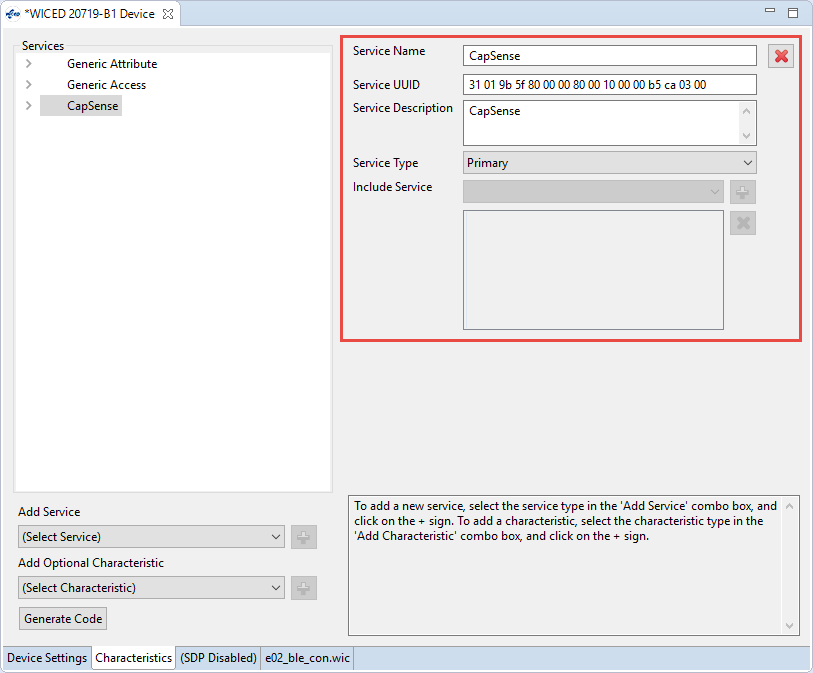 *WICED 20719-B1 Device
Services
Generic Attribute
Generic Access
CapSense
Service Name
CapSense
Service UUID
31 01 9b 5f 80 00 00 80 00 10 00 00 b5 ca 03 00
Service Description
CapSense
Service Type
Primary
Include Service
Add Service
(Select Service)
Add Optional Characteristic
(Select Characteristic)
Generate Code
To add a new service, select the service type in the 'Add Service' combo box, and
click on the + sign. To add a characteristic, select the characteristic type in the
'Add Characteristic' combo box, and click on the + sign.
Device Settings
Characteristics
(SDP Disabled)
e02_ble_con.wic